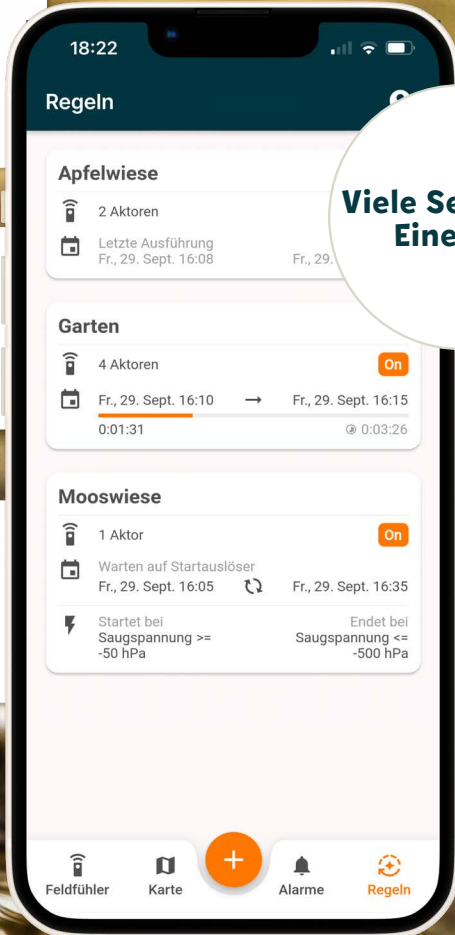 18:22
Regeln
Viele
Eine
Apfelwiese
2 Aktoren
Letzte Ausführung
Fr., 29. Sept. 16:08
Fr., 29.
Garten
4 Aktoren
On
Fr., 29. Sept. 16:10 → Fr., 29. Sept. 16:15
0:01:31
0:03:26
Mooswiese
1 Aktor
On
Warten auf Startauslöser
Fr., 29. Sept. 16:05
Fr., 29. Sept. 16:35
Startet bei
Saugspannung >=
-50 hPa
Endet bei
Saugspannung <=
-500 hPa
+
Feldfühler
Karte
Alarme
Regeln